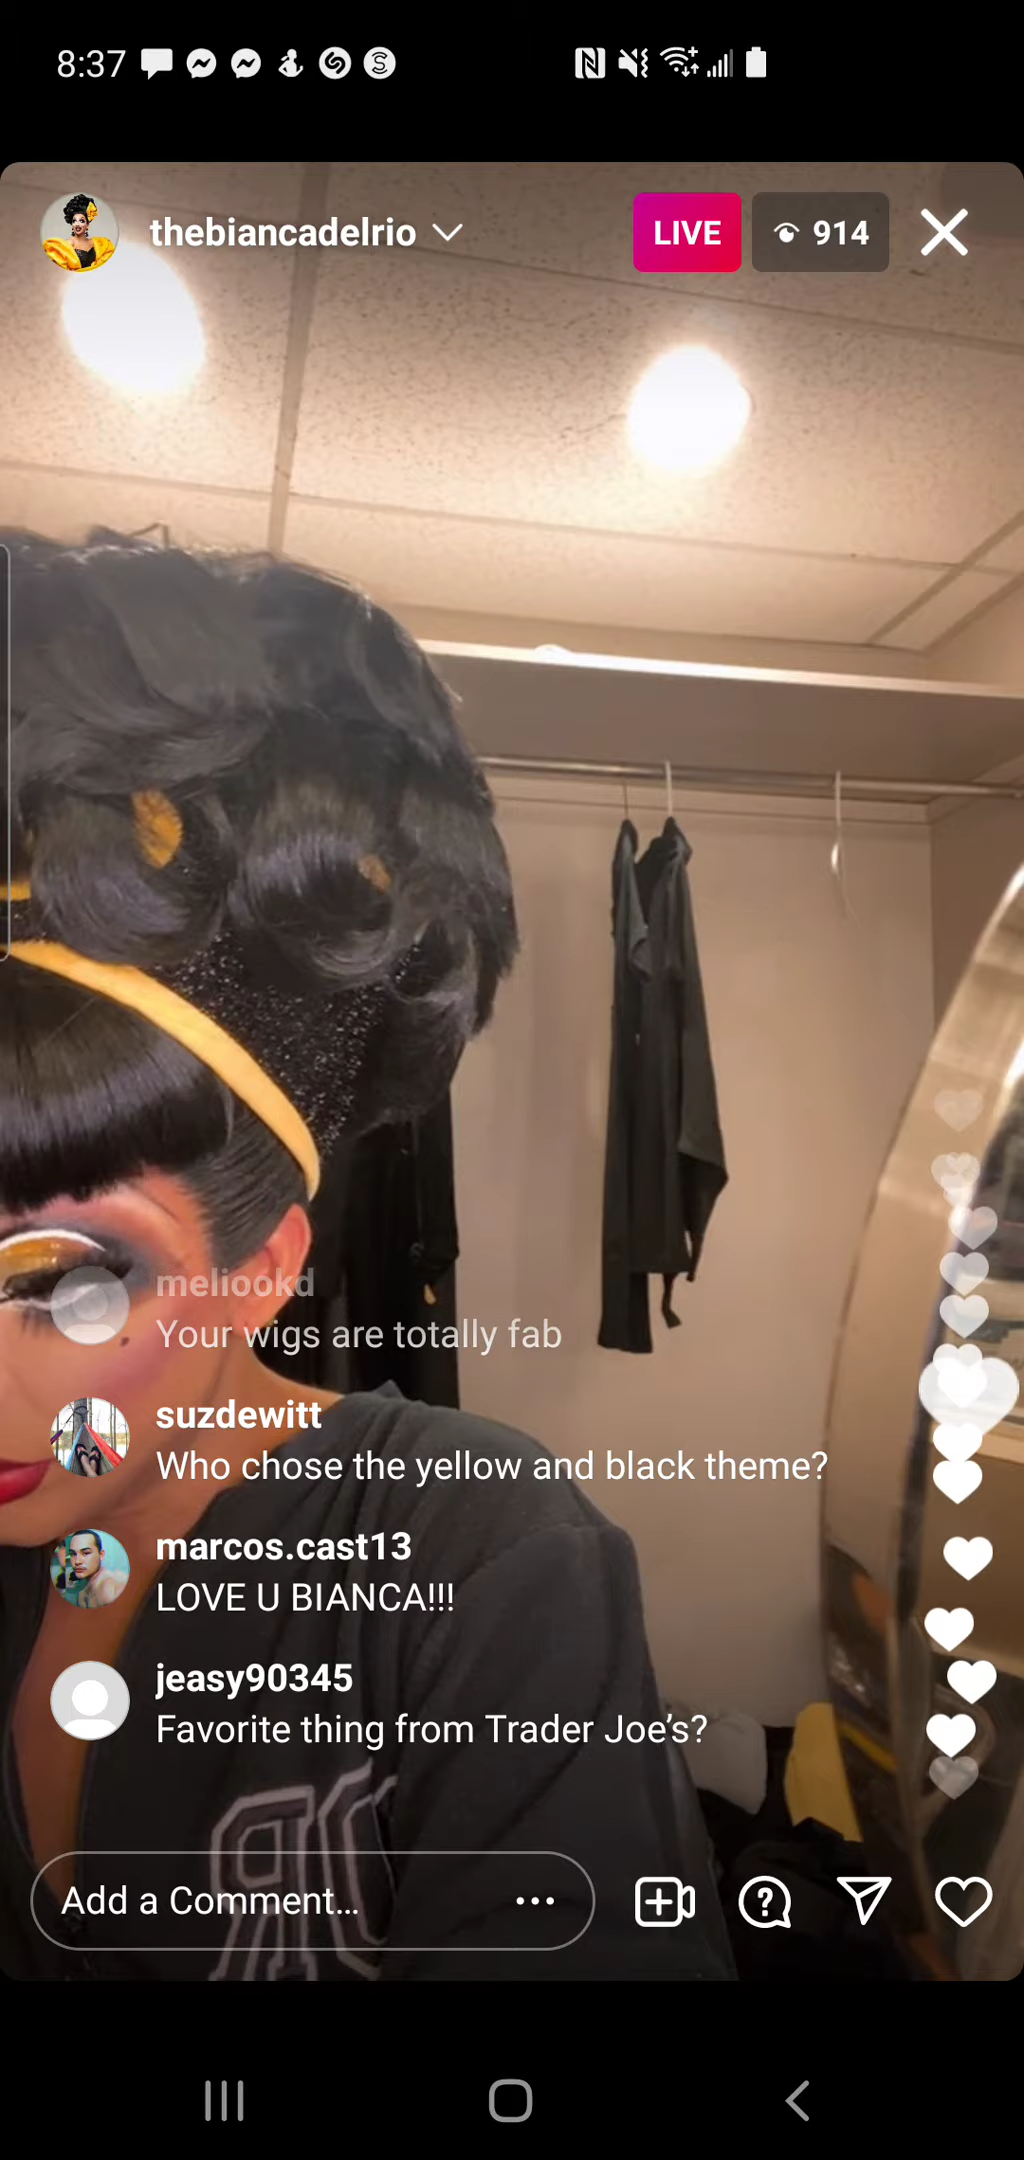 8:37
thebiancadelrio
LIVE
914
meliookd
Your wigs are totally fab
suzdewitt
Who chose the yellow and black theme?
marcos.cast13
LOVE U BIANCA!!!
jeasy90345
Favorite thing from Trader Joe's?
Add a Comment...